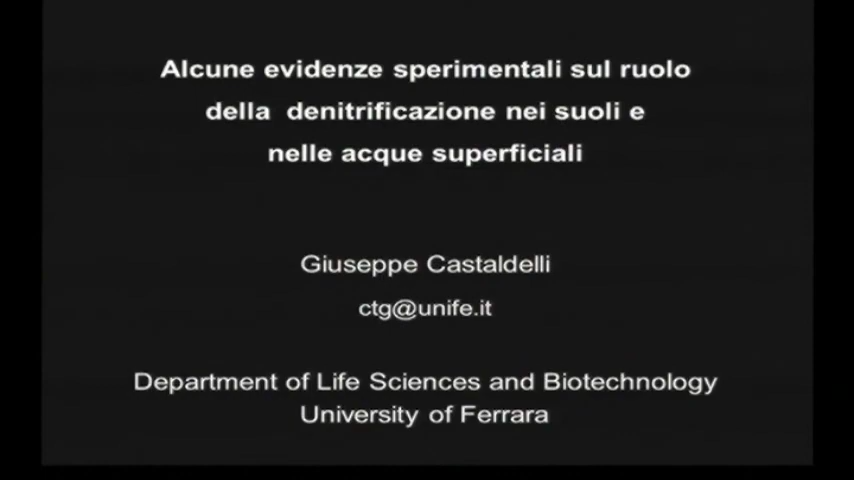 Alcune evidenze sperimentali sul ruolo
della denitrificazione nei suoli e
nelle acque superficiali
Giuseppe Castaldelli
ctg@unife.it
Department of Life Sciences and Biotechnology
University of Ferrara